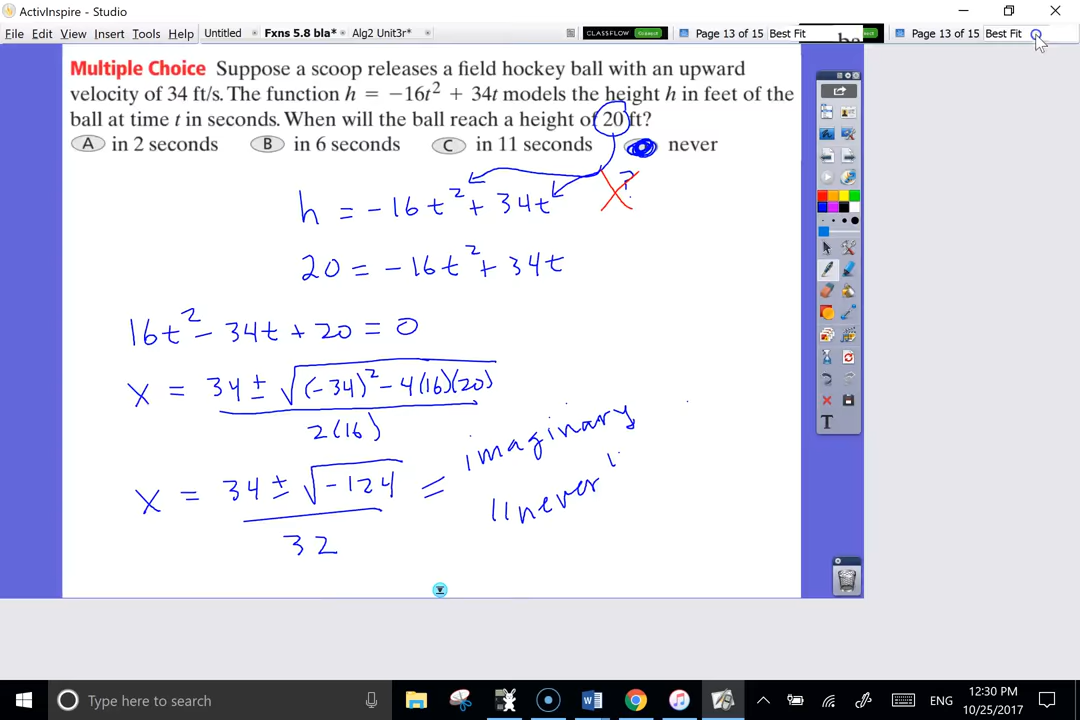 ActivInspire - Studio
File Edit View Insert Tools Help Untitled Fxns 5.8 bla* Alg2 Unit3r* CLASSFLOW Connect Page 13 of 15 Best Fit Page 13 of 15 Best Fit
Multiple Choice Suppose a scoop releases a field hockey ball with an upward
velocity of 34 ft/s. The function h = −16t² + 34t models the height h in feet of the
ball at time t in seconds. When will the ball reach a height of 20 ft?
A in 2 seconds B in 6 seconds C in 11 seconds never
h = -16t² + 34t
?
20 = -16t² + 34t
16t² - 34t + 20 = 0
x = 34 ± √(-34)² - 4(16)(20)
2(16)
x = 34 ± √-124 = imaginary
32
"never"
T
ENG
12:30 PM
10/25/2017
Type here to search